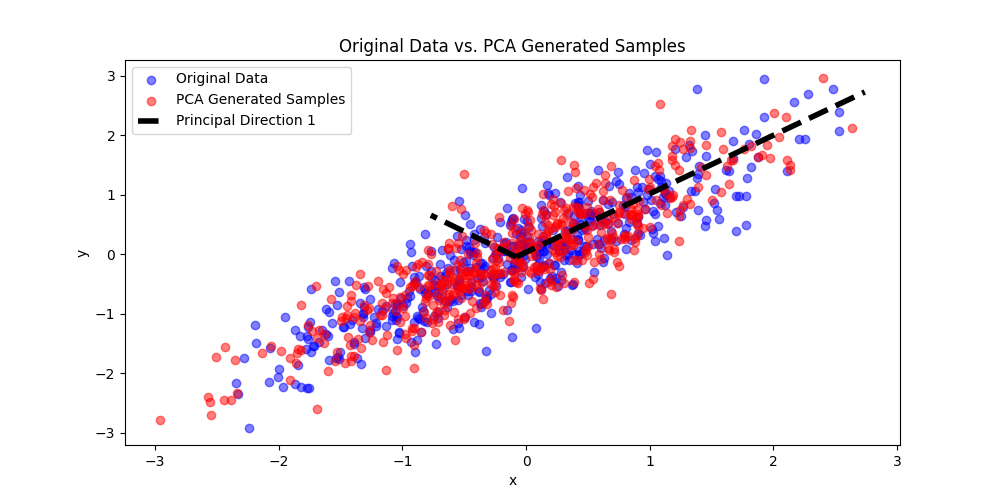 Original Data vs. PCA Generated Samples
Original Data
PCA Generated Samples
Principal Direction 1
3
2
1
0
−1
−2
−3
y
−3 −2 −1 0 1 2 3
x